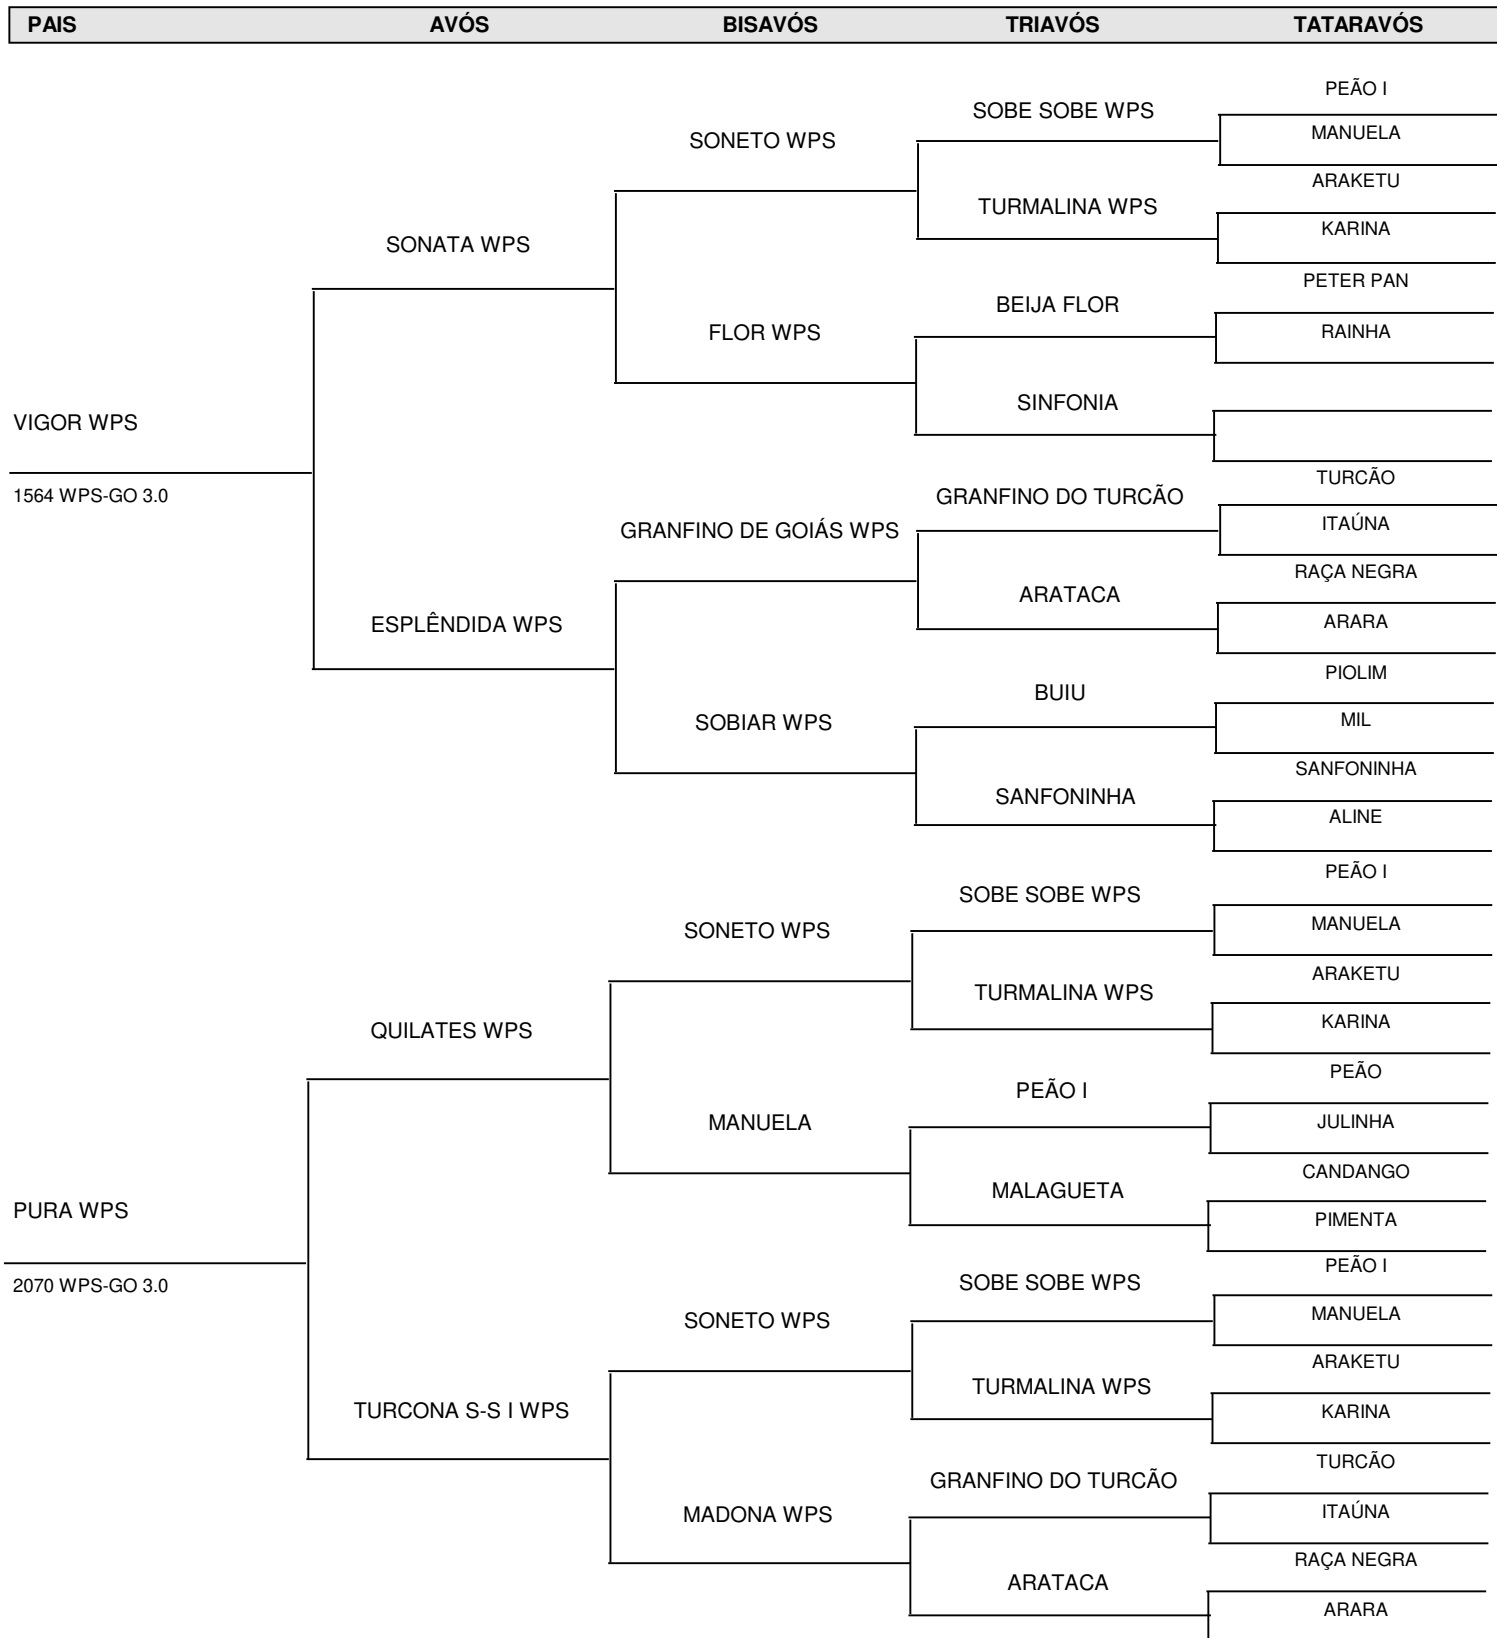 PAIS AVÓS BISAVÓS TRIAVÓS TATARAVÓS
PEÃO I
SOBE SOBE WPS
MANUELA
SONETO WPS
ARAKETU
TURMALINA WPS
KARINA
SONATA WPS
PETER PAN
BEIJA FLOR
RAINHA
FLOR WPS
SINFONIA
VIGOR WPS
TURCÃO
1564 WPS-GO 3.0
GRANFINO DO TURCÃO
ITAÚNA
GRANFINO DE GOIÁS WPS
RAÇA NEGRA
ARATACA
ARARA
ESPLÊNDIDA WPS
PIOLIM
BUIU
MIL
SOBIAR WPS
SANFONINHA
SANFONINHA
ALINE
PEÃO I
SOBE SOBE WPS
MANUELA
SONETO WPS
ARAKETU
TURMALINA WPS
KARINA
QUILATES WPS
PEÃO
PEÃO I
JULINHA
MANUELA
CANDANGO
MALAGUETA
PIMENTA
PURA WPS
PEÃO I
2070 WPS-GO 3.0
SOBE SOBE WPS
MANUELA
SONETO WPS
ARAKETU
TURMALINA WPS
KARINA
TURCONA S-S I WPS
TURCÃO
GRANFINO DO TURCÃO
ITAÚNA
MADONA WPS
RAÇA NEGRA
ARATACA
ARARA